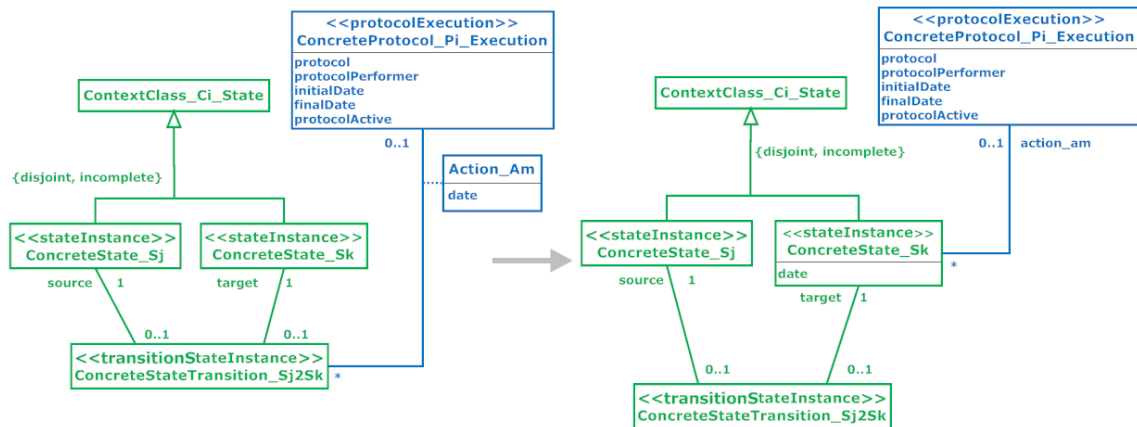 <<protocolExecution>>
ConcreteProtocol_Pi_Execution
protocol
protocolPerformer
initialDate
finalDate
protocolActive
ContextClass_Ci_State
0..1
{disjoint, incomplete}
Action_Am
date
<<stateInstance>>
ConcreteState_Sj
<<stateInstance>>
ConcreteState_Sk
source 1
target 1
0..1
0..1
<<transitionStateInstance>>
ConcreteStateTransition_Sj2Sk
*
<<protocolExecution>>
ConcreteProtocol_Pi_Execution
protocol
protocolPerformer
initialDate
finalDate
protocolActive
ContextClass_Ci_State
0..1 action_am
{disjoint, incomplete}
<<stateInstance>>
ConcreteState_Sj
<<stateInstance>>
ConcreteState_Sk
date
*
source 1
target 1
0..1
0..1
<<transitionStateInstance>>
ConcreteStateTransition_Sj2Sk